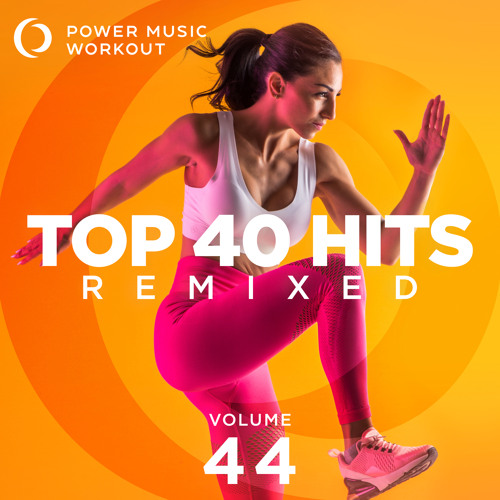 POWER MUSIC
WORKOUT
TOP 40 HITS
REMIXED
VOLUME
44